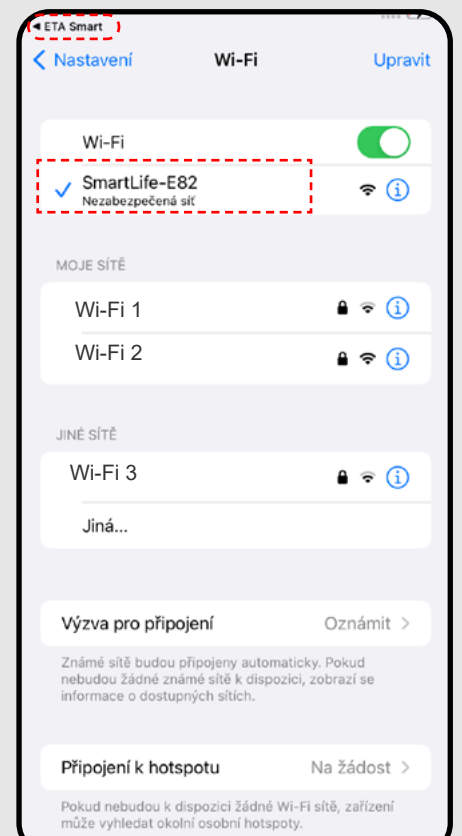 ETA Smart
Nastavení Wi-Fi Upravit
Wi-Fi
SmartLife-E82
Nezabezpečená síť
MOJE SÍTĚ
Wi-Fi 1
Wi-Fi 2
JINÉ SÍTĚ
Wi-Fi 3
Jiná...
Výzva pro připojení Oznámit
Známé sítě budou připojeny automaticky. Pokud
nebudou žádné známé sítě k dispozici, zobrazí se
informace o dostupných sítích.
Připojení k hotspotu Na žádost
Pokud nebudou k dispozici žádné Wi-Fi sítě, zařízení
může vyhledat okolní osobní hotspoty.